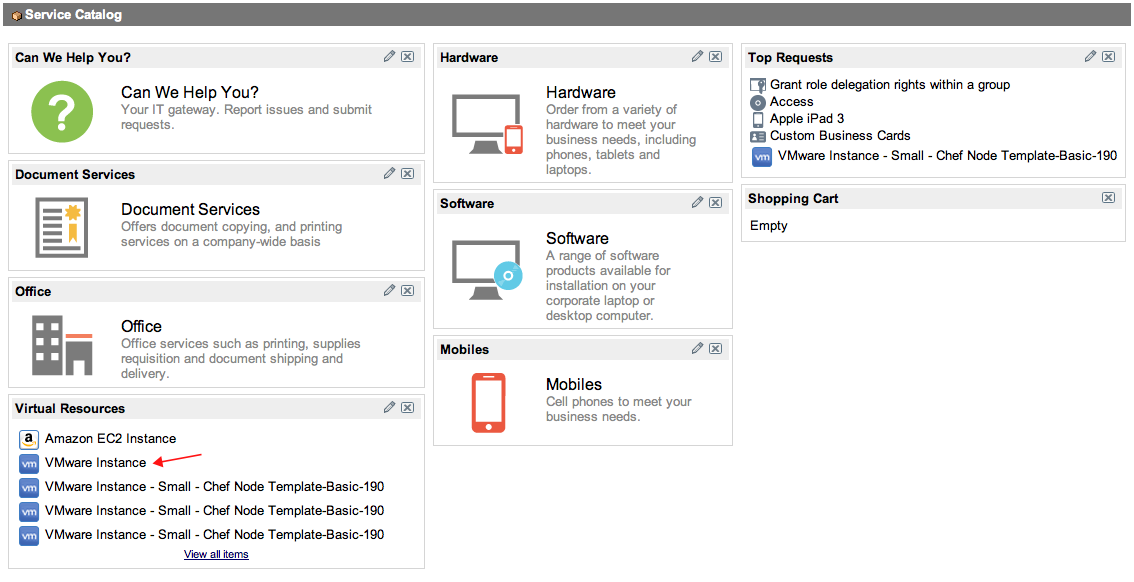 Service Catalog
Can We Help You?
Can We Help You?
Your IT gateway. Report issues and submit
requests.
Document Services
Document Services
Offers document copying, and printing
services on a company-wide basis
Office
Office
Office services such as printing, supplies
requisition and document shipping and
delivery.
Virtual Resources
a
Amazon EC2 Instance
vm VMware Instance
vm VMware Instance - Small - Chef Node Template-Basic-190
vm VMware Instance - Small - Chef Node Template-Basic-190
vm VMware Instance - Small - Chef Node Template-Basic-190
View all items
Hardware
Hardware
Order from a variety of
hardware to meet your
business needs, including
phones, tablets and
laptops.
Software
Software
A range of software
products available for
installation on your
corporate laptop or
desktop computer.
Mobiles
Mobiles
Cell phones to meet your
business needs.
Top Requests
Grant role delegation rights within a group
Access
Apple iPad 3
Custom Business Cards
vm VMware Instance - Small - Chef Node Template-Basic-190
Shopping Cart
Empty